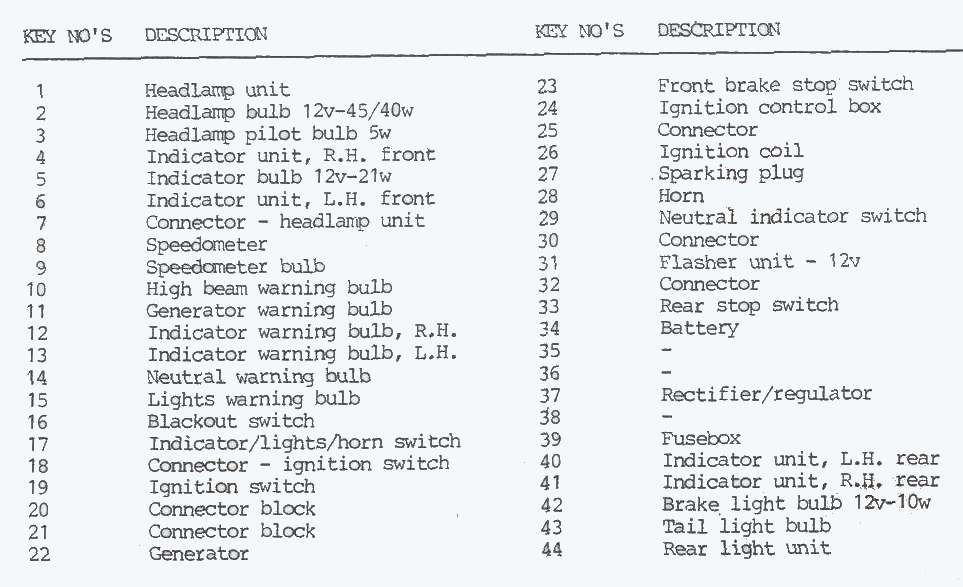 KEY NO'S DESCRIPTION
1 Headlamp unit
2 Headlamp bulb 12v-45/40w
3 Headlamp pilot bulb 5w
4 Indicator unit, R.H. front
5 Indicator bulb 12v-21w
6 Indicator unit, L.H. front
7 Connector - headlamp unit
8 Speedometer
9 Speedometer bulb
10 High beam warning bulb
11 Generator warning bulb
12 Indicator warning bulb, R.H.
13 Indicator warning bulb, L.H.
14 Neutral warning bulb
15 Lights warning bulb
16 Blackout switch
17 Indicator/lights/horn switch
18 Connector - ignition switch
19 Ignition switch
20 Connector block
21 Connector block
22 Generator
KEY NO'S DESCRIPTION
23 Front brake stop switch
24 Ignition control box
25 Connector
26 Ignition coil
27 Sparking plug
28 Horn
29 Neutral indicator switch
30 Connector
31 Flasher unit - 12v
32 Connector
33 Rear stop switch
34 Battery
35 -
36 -
37 Rectifier/regulator
38 -
39 Fusebox
40 Indicator unit, L.H. rear
41 Indicator unit, R.H. rear
42 Brake light bulb 12v-10w
43 Tail light bulb
44 Rear light unit